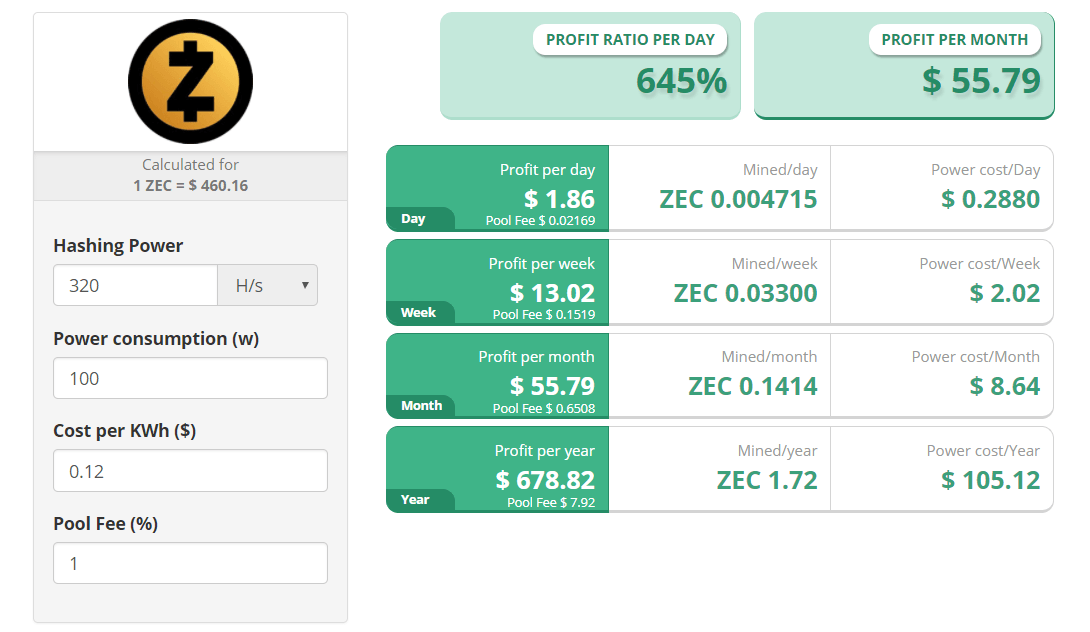 Calculated for
1 ZEC = $ 460.16
Hashing Power
320 H/s
Power consumption (w)
100
Cost per KWh ($)
0.12
Pool Fee (%)
1
PROFIT RATIO PER DAY
645%
PROFIT PER MONTH
$ 55.79
Profit per day
$ 1.86
Day
Pool Fee $ 0.02169
Mined/day
ZEC 0.004715
Power cost/Day
$ 0.2880
Profit per week
$ 13.02
Week
Pool Fee $ 0.1519
Mined/week
ZEC 0.03300
Power cost/Week
$ 2.02
Profit per month
$ 55.79
Month
Pool Fee $ 0.6508
Mined/month
ZEC 0.1414
Power cost/Month
$ 8.64
Profit per year
$ 678.82
Year
Pool Fee $ 7.92
Mined/year
ZEC 1.72
Power cost/Year
$ 105.12